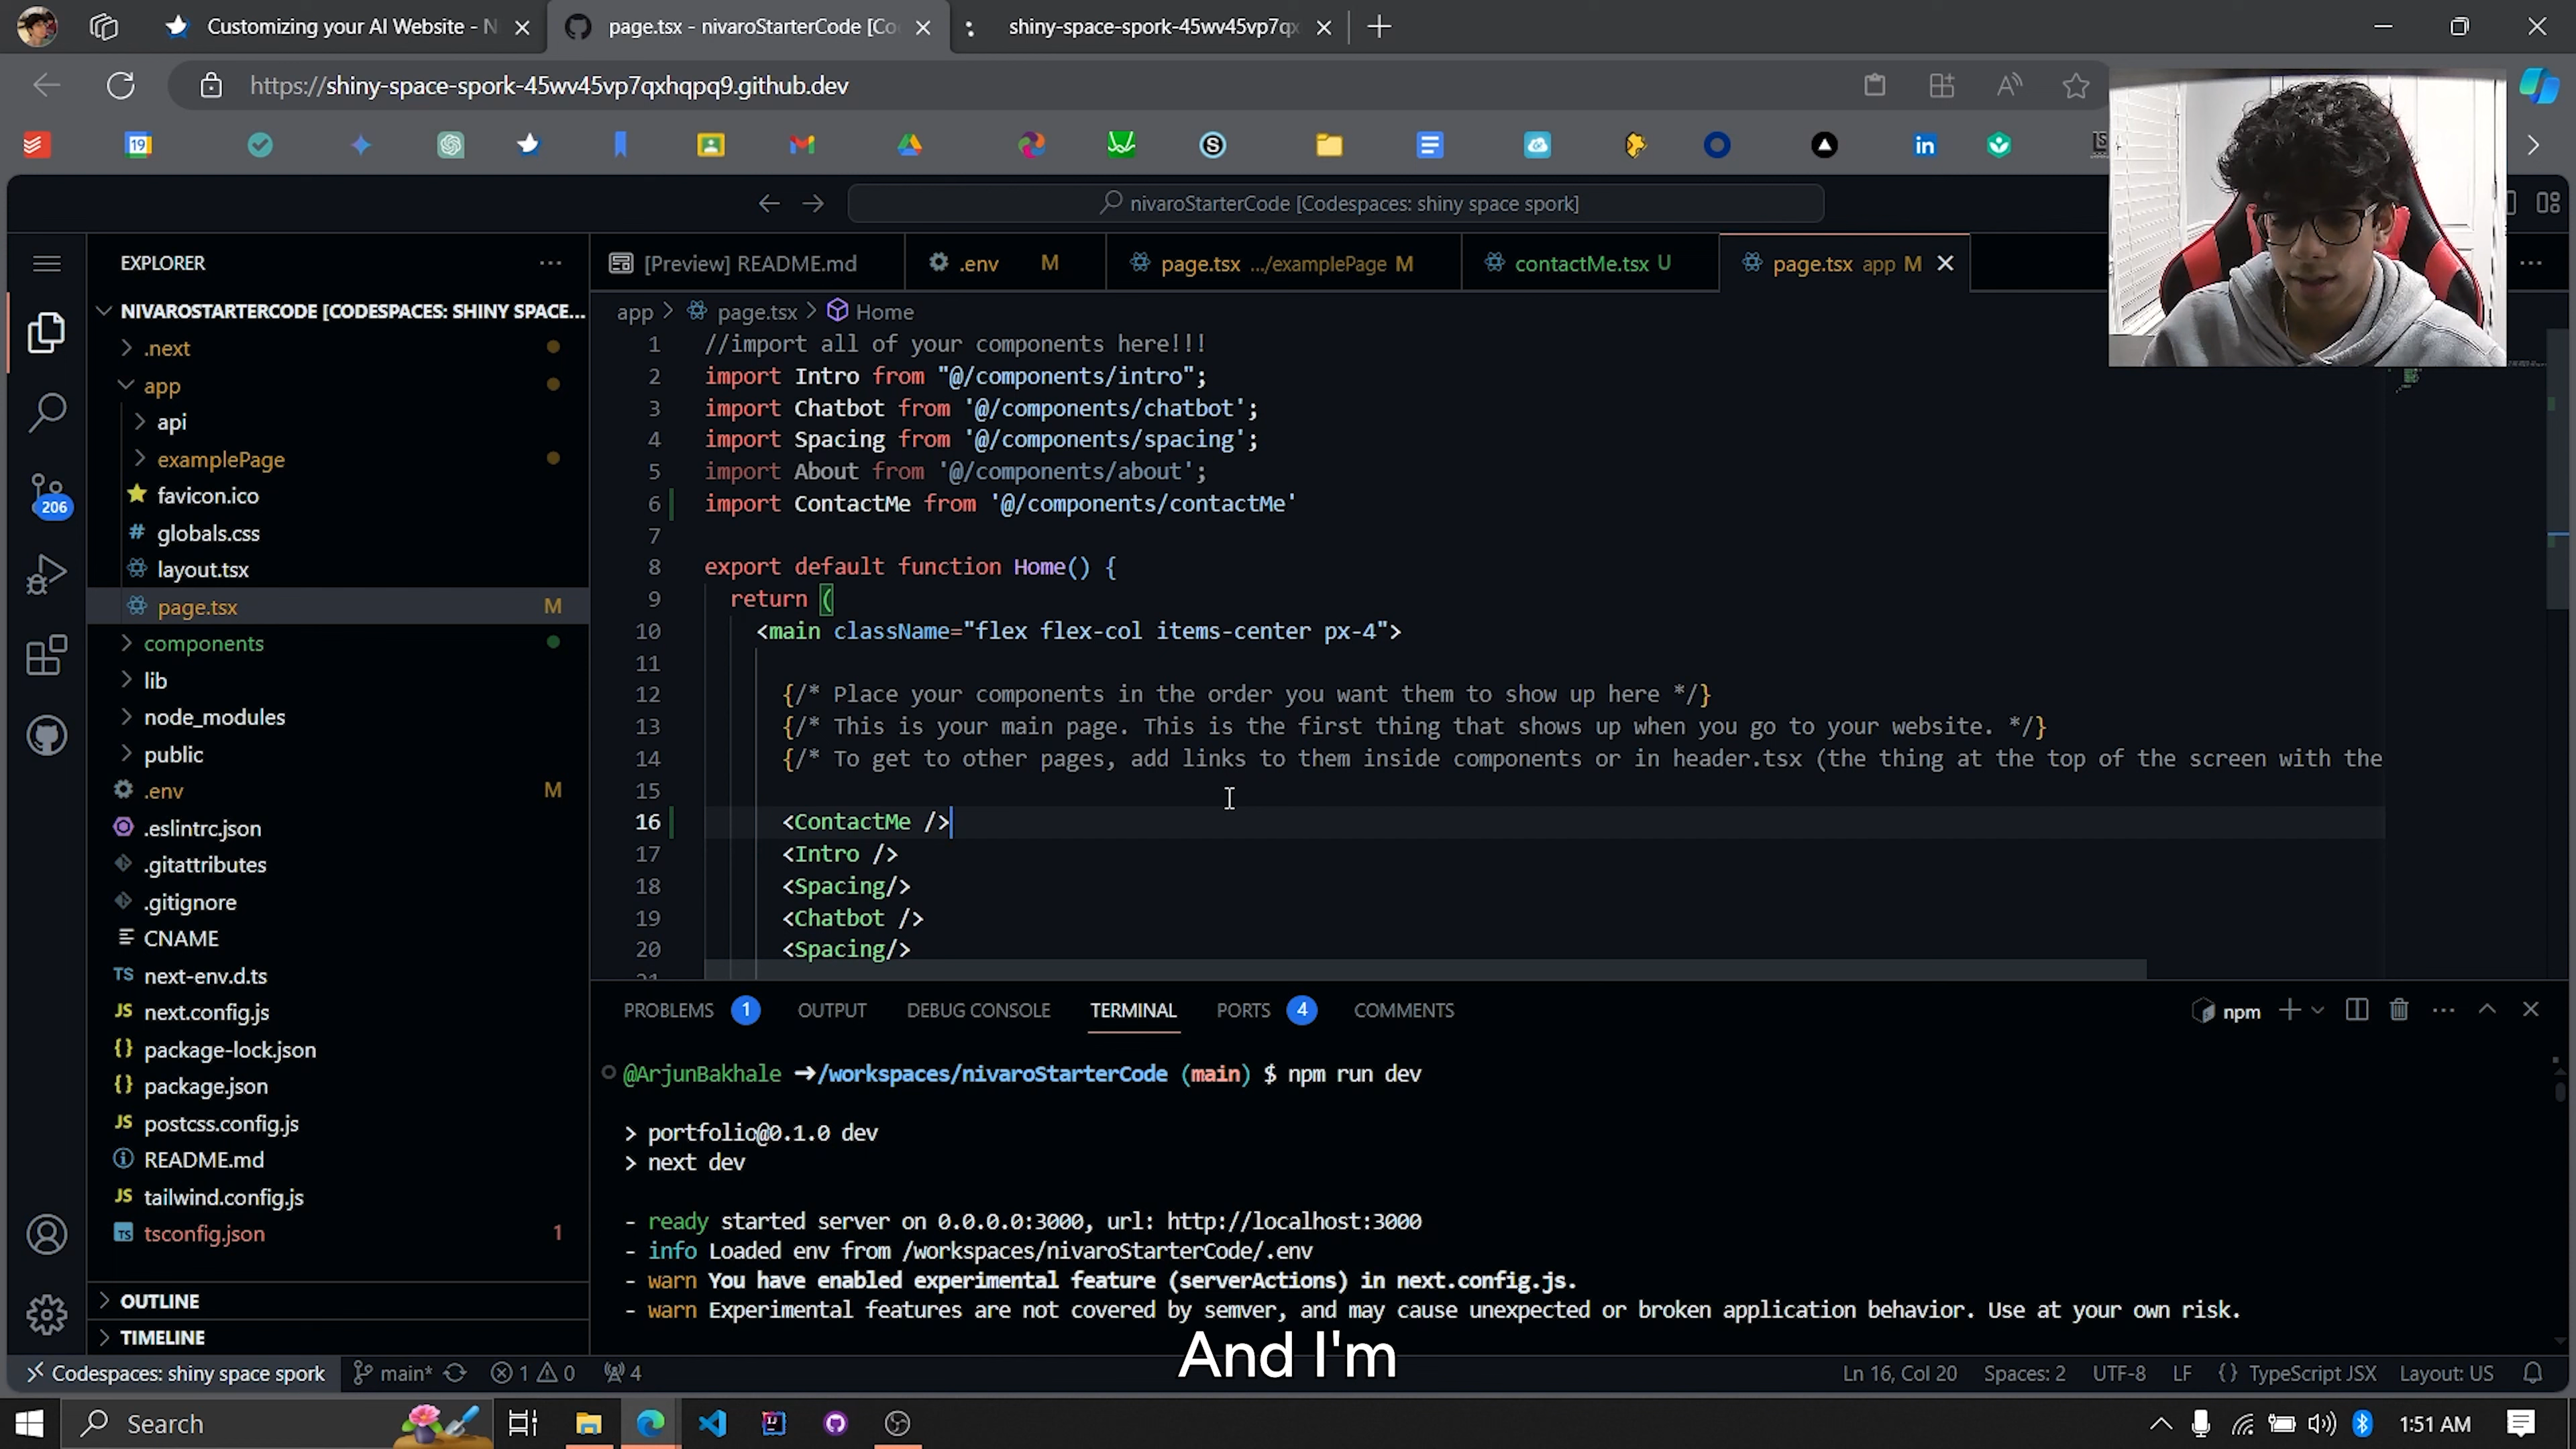 Customizing your AI Website - N
page.tsx - nivaroStarterCode [Co
shiny-space-spork-45wv45vp7qx
https://shiny-space-spork-45wv45vp7qxhqpq9.github.dev
19
in
nivaroStarterCode [Codespaces: shiny space spork]
EXPLORER
[Preview] README.md
.env M
page.tsx .../examplePage M
contactMe.tsx U
page.tsx app M
NIVAROSTARTERCODE [CODESPACES: SHINY SPACE...
app > page.tsx > Home
.next
app
api
examplePage
favicon.ico
globals.css
layout.tsx
page.tsx M
components
lib
node_modules
public
.env M
.eslintrc.json
.gitattributes
.gitignore
CNAME
TS next-env.d.ts
JS next.config.js
{} package-lock.json
{} package.json
JS postcss.config.js
README.md
JS tailwind.config.js
TS tsconfig.json 1
OUTLINE
TIMELINE
206
1 //import all of your components here!!!
2 import Intro from "@/components/intro";
3 import Chatbot from '@/components/chatbot';
4 import Spacing from '@/components/spacing';
5 import About from '@/components/about';
6 import ContactMe from '@/components/contactMe'
7
8 export default function Home() {
9 return (
10 <main className="flex flex-col items-center px-4">
11
12 {/* Place your components in the order you want them to show up here */}
13 {/* This is your main page. This is the first thing that shows up when you go to your website. */}
14 {/* To get to other pages, add links to them inside components or in header.tsx (the thing at the top of the screen with the
15
16 <ContactMe />
17 <Intro />
18 <Spacing/>
19 <Chatbot />
20 <Spacing/>
21
PROBLEMS 1 OUTPUT DEBUG CONSOLE TERMINAL PORTS 4 COMMENTS
npm
@ArjunBakhale ➜/workspaces/nivaroStarterCode (main) $ npm run dev
> portfolio@0.1.0 dev
> next dev
- ready started server on 0.0.0.0:3000, url: http://localhost:3000
- info Loaded env from /workspaces/nivaroStarterCode/.env
- warn You have enabled experimental feature (serverActions) in next.config.js.
- warn Experimental features are not covered by semver, and may cause unexpected or broken application behavior. Use at your own risk.
And I'm
Codespaces: shiny space spork main* 1 0 4
Ln 16, Col 20 Spaces: 2 UTF-8 LF {} TypeScript JSX Layout: US
Search
1:51 AM